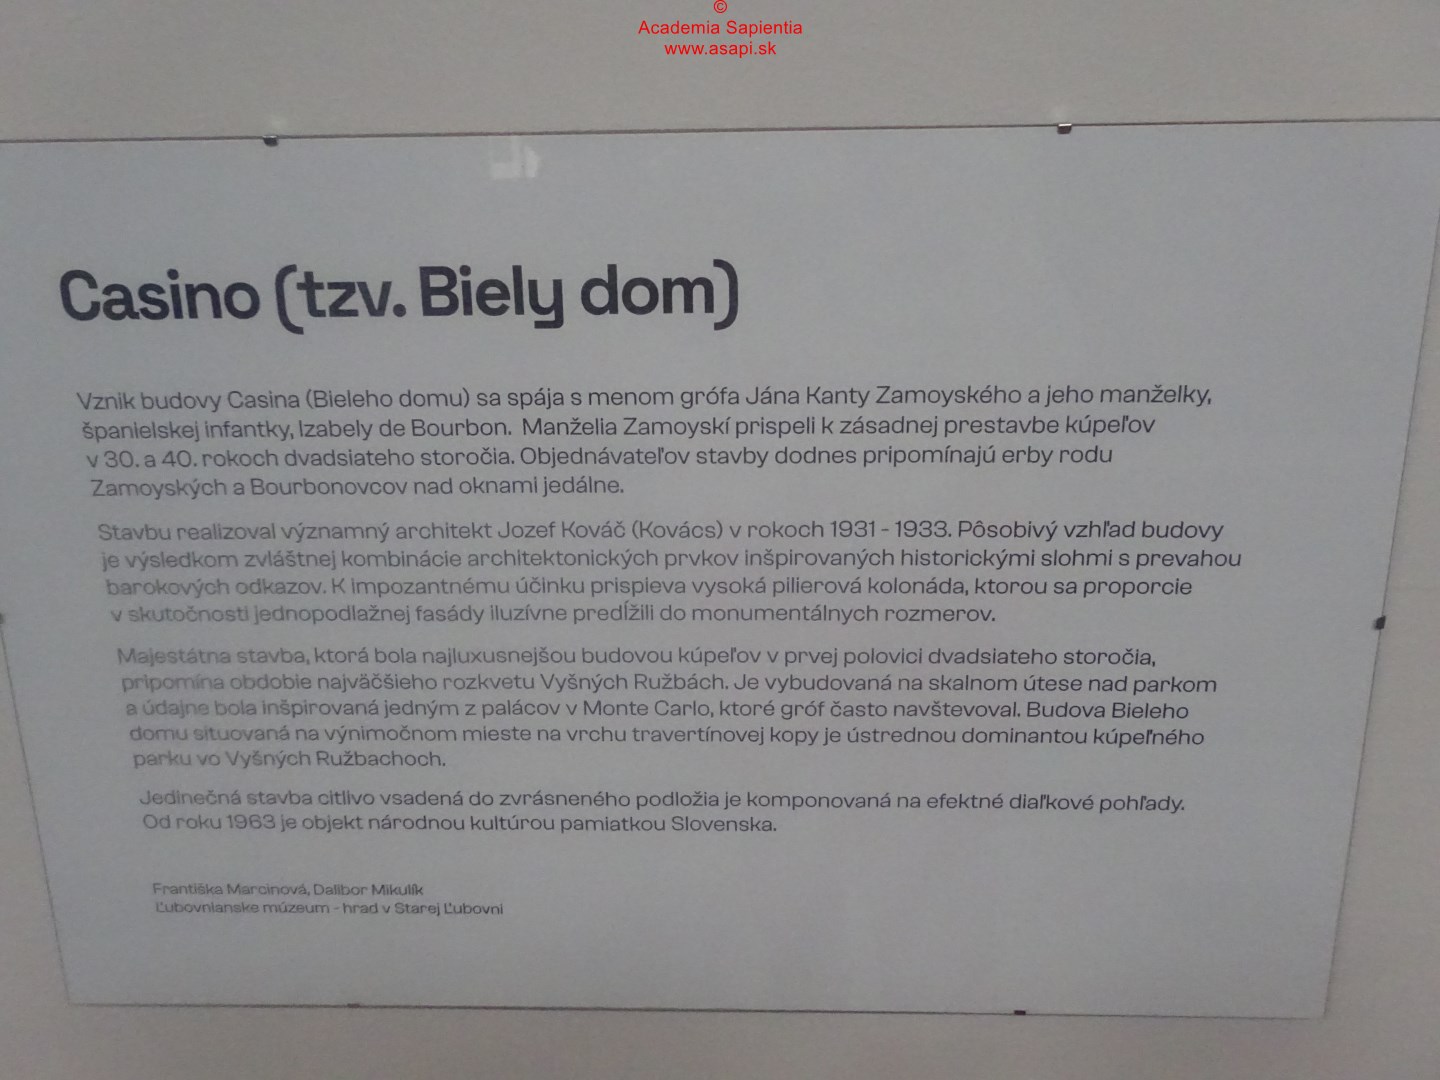 ©
Academia Sapientia
www.asapi.sk
Casino (tzv. Biely dom)
Vznik budovy Casina (Bieleho domu) sa spája s menom grófa Jána Kanty Zamoyského a jeho manželky,
španielskej infantky, Izabely de Bourbon. Manželia Zamoyskí prispeli k zásadnej prestavbe kúpeľov
v 30. a 40. rokoch dvadsiateho storočia. Objednávateľov stavby dodnes pripomínajú erby rodu
Zamoyských a Bourbonovcov nad oknami jedálne.
Stavbu realizoval významný architekt Jozef Kováč (Kovács) v rokoch 1931 - 1933. Pôsobivý vzhľad budovy
je výsledkom zvláštnej kombinácie architektonických prvkov inšpirovaných historickými slohmi s prevahou
barokových odkazov. K impozantnému účinku prispieva vysoká pilierová kolonáda, ktorou sa proporcie
v skutočnosti jednopodlažnej fasády iluzívne predĺžili do monumentálnych rozmerov.
Majestátna stavba, ktorá bola najluxusnejšou budovou kúpeľov v prvej polovici dvadsiateho storočia,
pripomína obdobie najväčšieho rozkvetu Vyšných Ružbách. Je vybudovaná na skalnom útese nad parkom
a údajne bola inšpirovaná jedným z palácov v Monte Carlo, ktoré gróf často navštevoval. Budova Bieleho
domu situovaná na výnimočnom mieste na vrchu travertínovej kopy je ústrednou dominantou kúpeľného
parku vo Vyšných Ružbachoch.
Jedinečná stavba citlivo vsadená do zvrásneného podložia je komponovaná na efektné diaľkové pohľady.
Od roku 1963 je objekt národnou kultúrou pamiatkou Slovenska.
Františka Marcinová, Dalibor Mikulík
Ľubovnianske múzeum - hrad v Starej Ľubovni